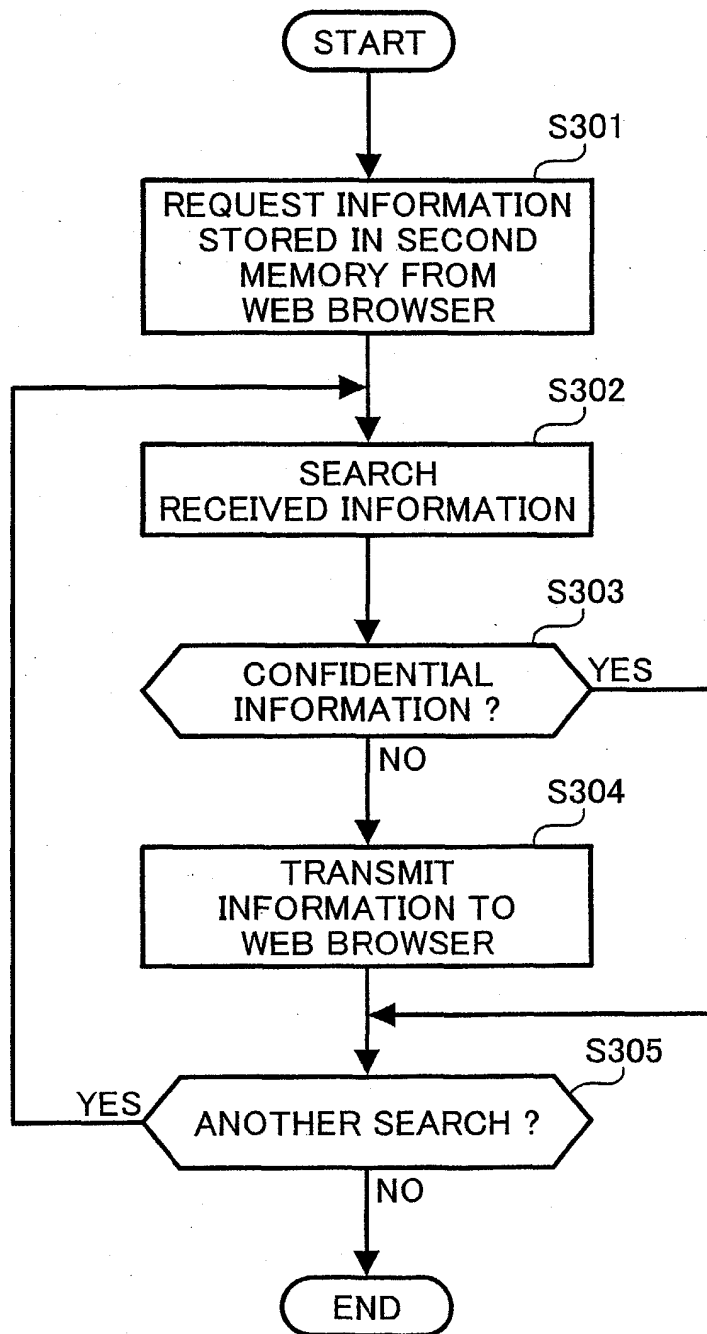 START
S301
REQUEST INFORMATION
STORED IN SECOND
MEMORY FROM
WEB BROWSER
S302
SEARCH
RECEIVED INFORMATION
S303
CONFIDENTIAL
INFORMATION ?
YES
NO
S304
TRANSMIT
INFORMATION TO
WEB BROWSER
S305
YES
ANOTHER SEARCH ?
NO
END